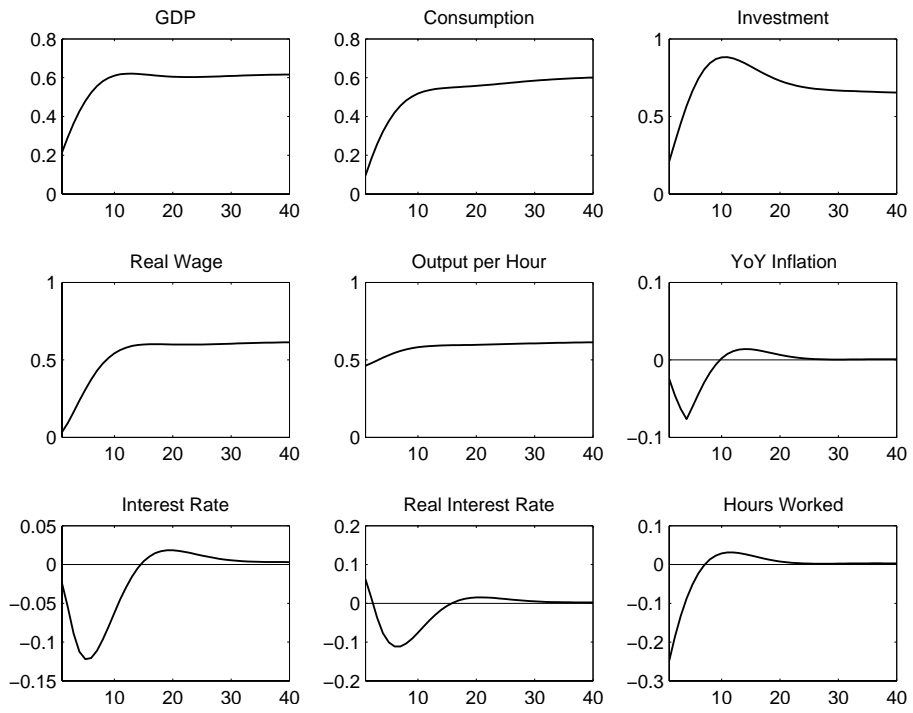 GDP
Consumption
Investment
0.8
0.6
0.4
0.2
0
10 20 30 40
0.8
0.6
0.4
0.2
0
10 20 30 40
1
0.5
0
10 20 30 40
Real Wage
Output per Hour
YoY Inflation
1
0.5
0
10 20 30 40
1
0.5
0
10 20 30 40
0.1
0
−0.1
10 20 30 40
Interest Rate
Real Interest Rate
Hours Worked
0.05
0
−0.05
−0.1
−0.15
10 20 30 40
0.2
0.1
0
−0.1
−0.2
10 20 30 40
0.1
0
−0.1
−0.2
−0.3
10 20 30 40